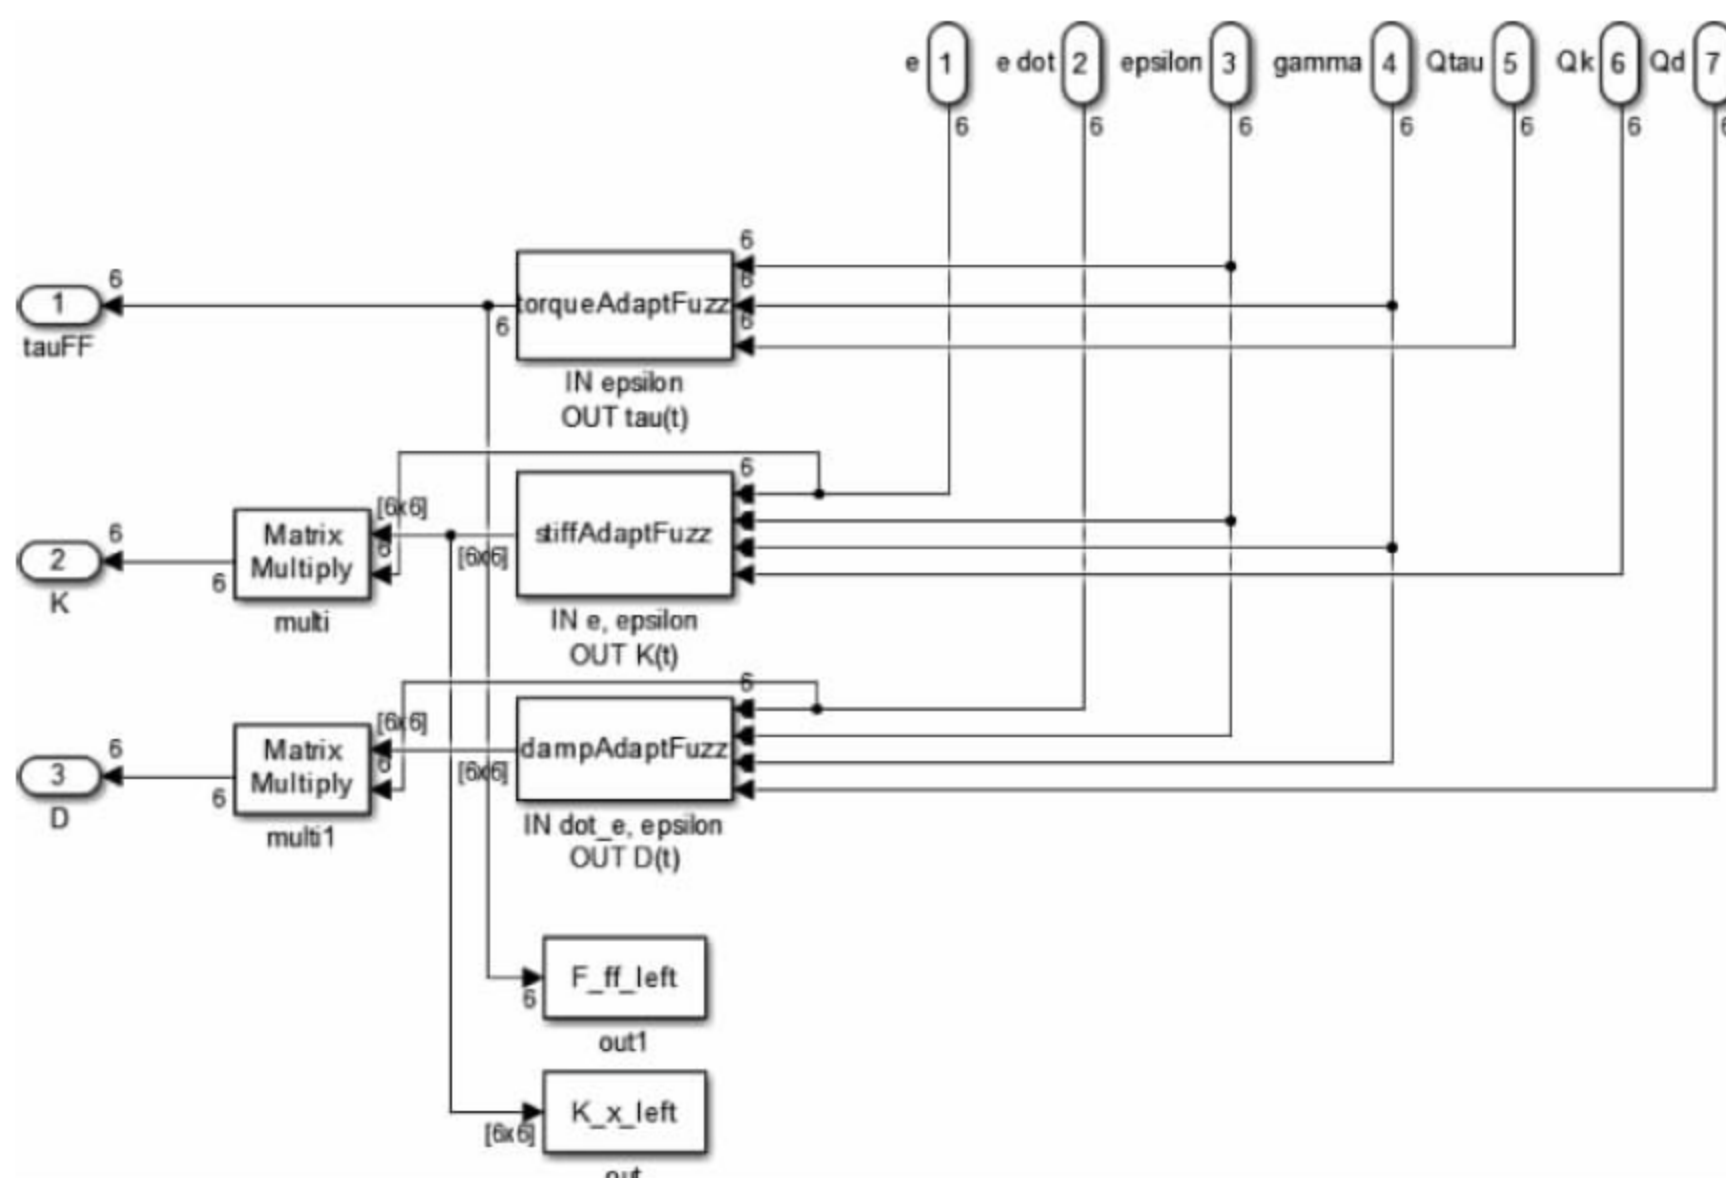 e 1 e dot 2 epsilon 3 gamma 4 Qtau 5 Qk 6 Qd 7
6 6 6 6 6 6 6
6
6
6
6 1 torqueAdaptFuzz
6
tauFF
IN epsilon
OUT tau(t)
6
[6x6]
Matrix
Multiply
stiffAdaptFuzz
6
[6x6]
6 2
6
K
multi
IN e, epsilon
OUT K(t)
6
[6x6]
Matrix
Multiply
dampAdaptFuzz
6
[6x6]
6 3
6
D
multi1
IN dot_e, epsilon
OUT D(t)
F_ff_left
6
out1
K_x_left
[6x6]